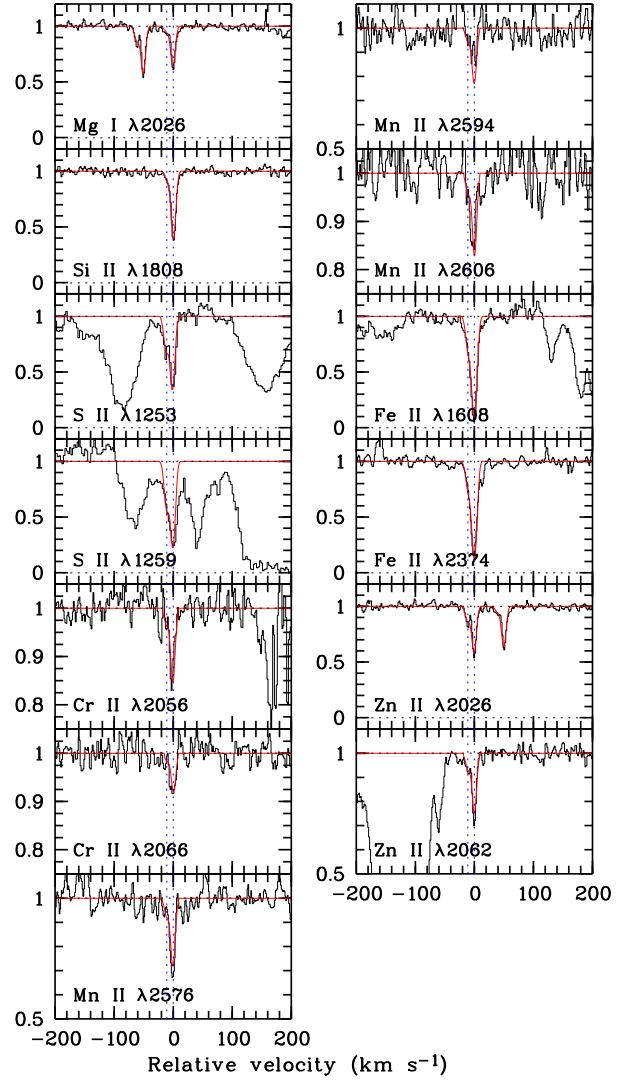 1
0.5
0
Mg I λ2026
1
0.5
0
Si II λ1808
1
0.5
0
S II λ1253
1
0.5
0
S II λ1259
1
0.9
0.8
Cr II λ2056
1
0.9
0.8
Cr II λ2066
1
0.5
Mn II λ2576
-200 -100 0 100 200
1
Mn II λ2594
0.5
1
0.9
0.8
Mn II λ2606
1
0.5
0
Fe II λ1608
1
0.5
0
Fe II λ2374
1
0.5
0
Zn II λ2026
1
0.5
Zn II λ2062
-200 -100 0 100 200
Relative velocity (km s⁻¹)